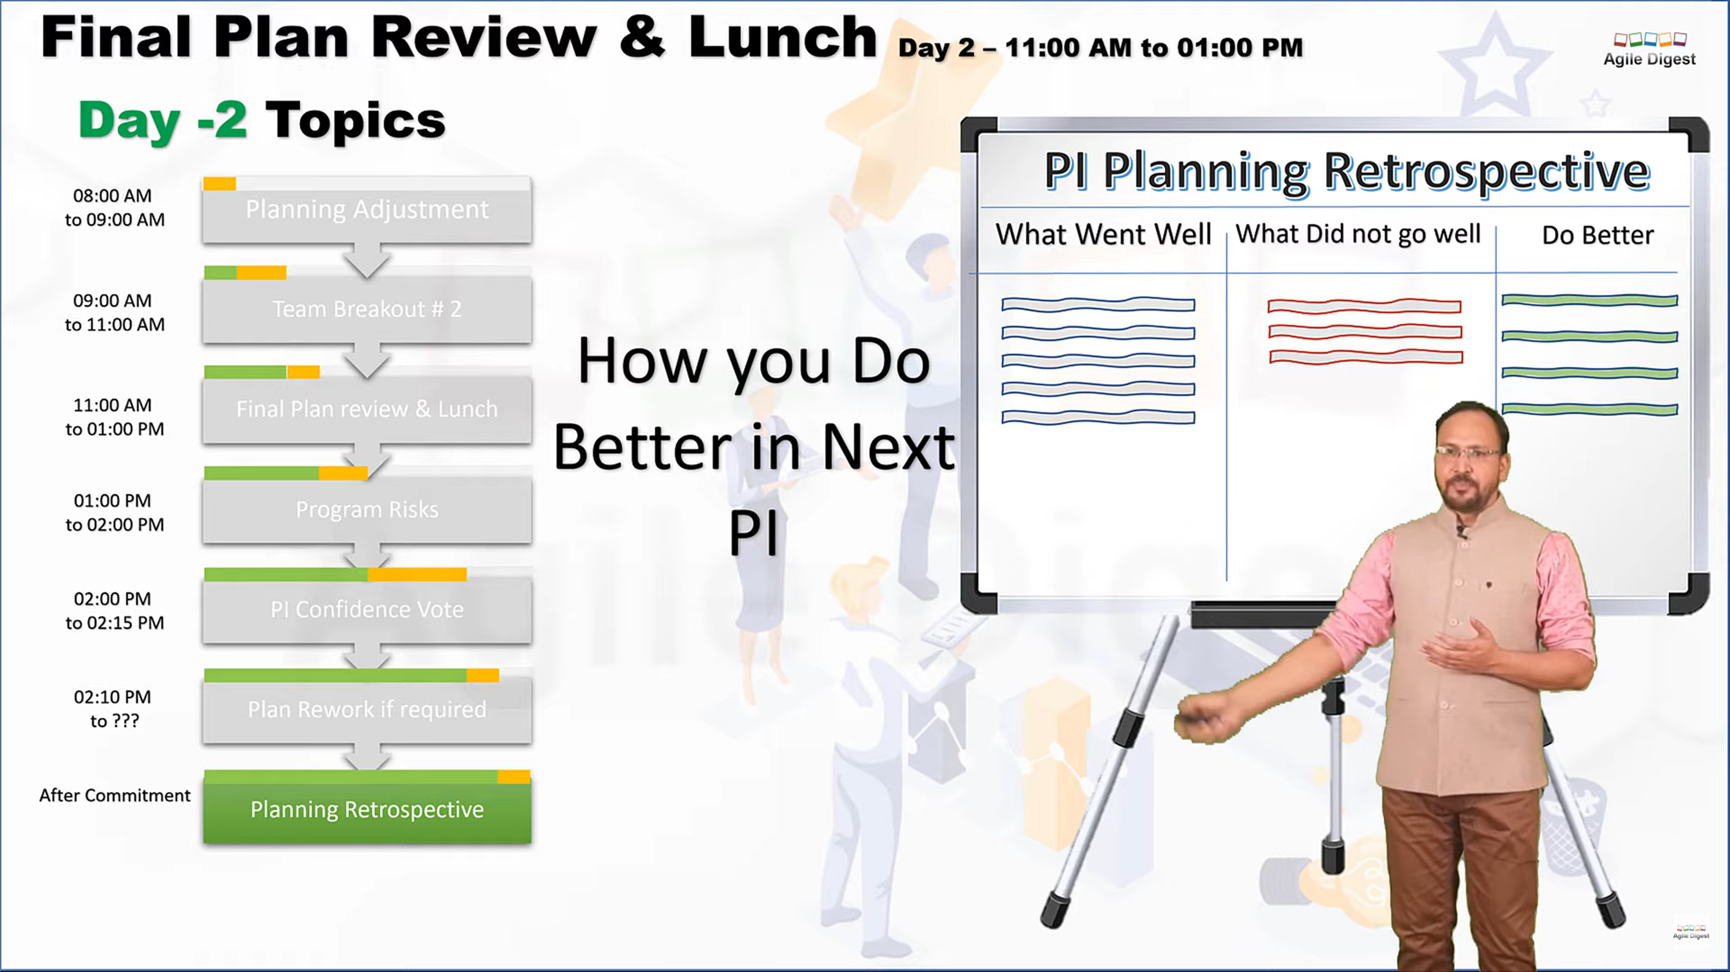 Final Plan Review & Lunch Day 2 – 11:00 AM to 01:00 PM
Agile Digest
Day -2 Topics
08:00 AM
to 09:00 AM
Planning Adjustment
09:00 AM
to 11:00 AM
Team Breakout # 2
11:00 AM
to 01:00 PM
Final Plan review & Lunch
01:00 PM
to 02:00 PM
Program Risks
02:00 PM
to 02:15 PM
PI Confidence Vote
02:10 PM
to ???
Plan Rework if required
After Commitment
Planning Retrospective
How you Do
Better in Next
PI
PI Planning Retrospective
What Went Well
What Did not go well
Do Better
Agile Digest